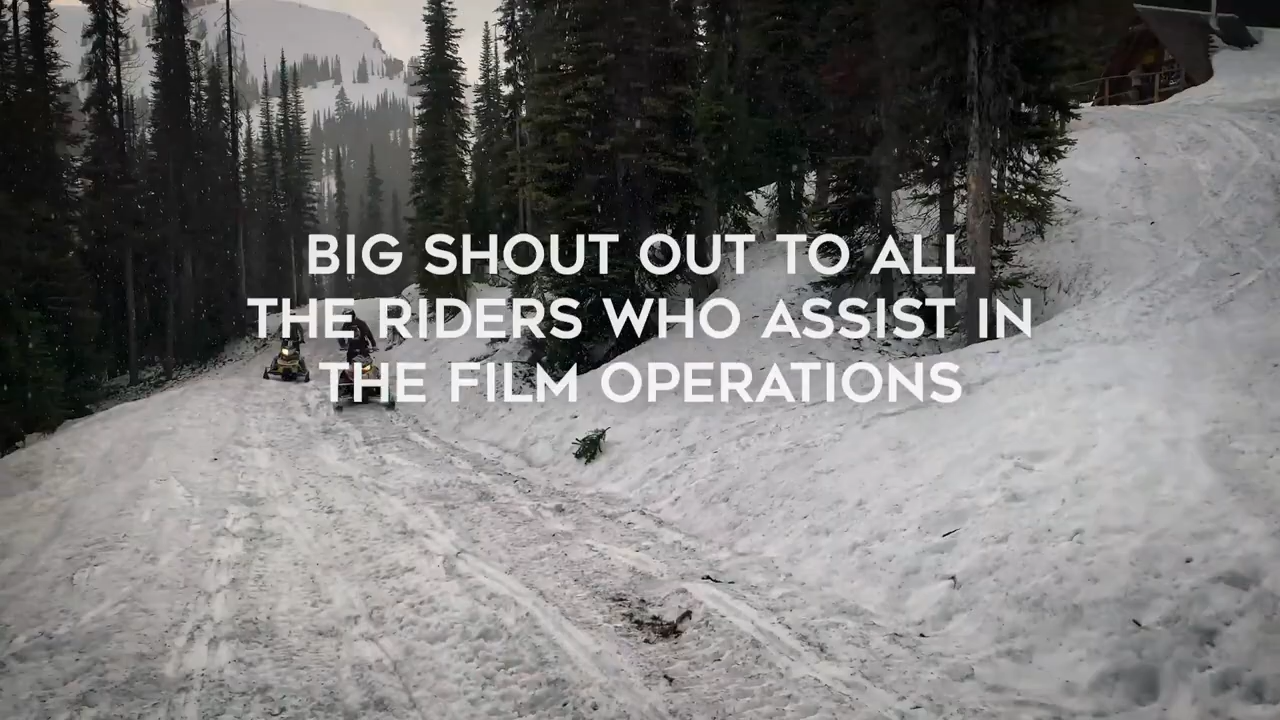 BIG SHOUT OUT TO ALL
THE RIDERS WHO ASSIST IN
THE FILM OPERATIONS